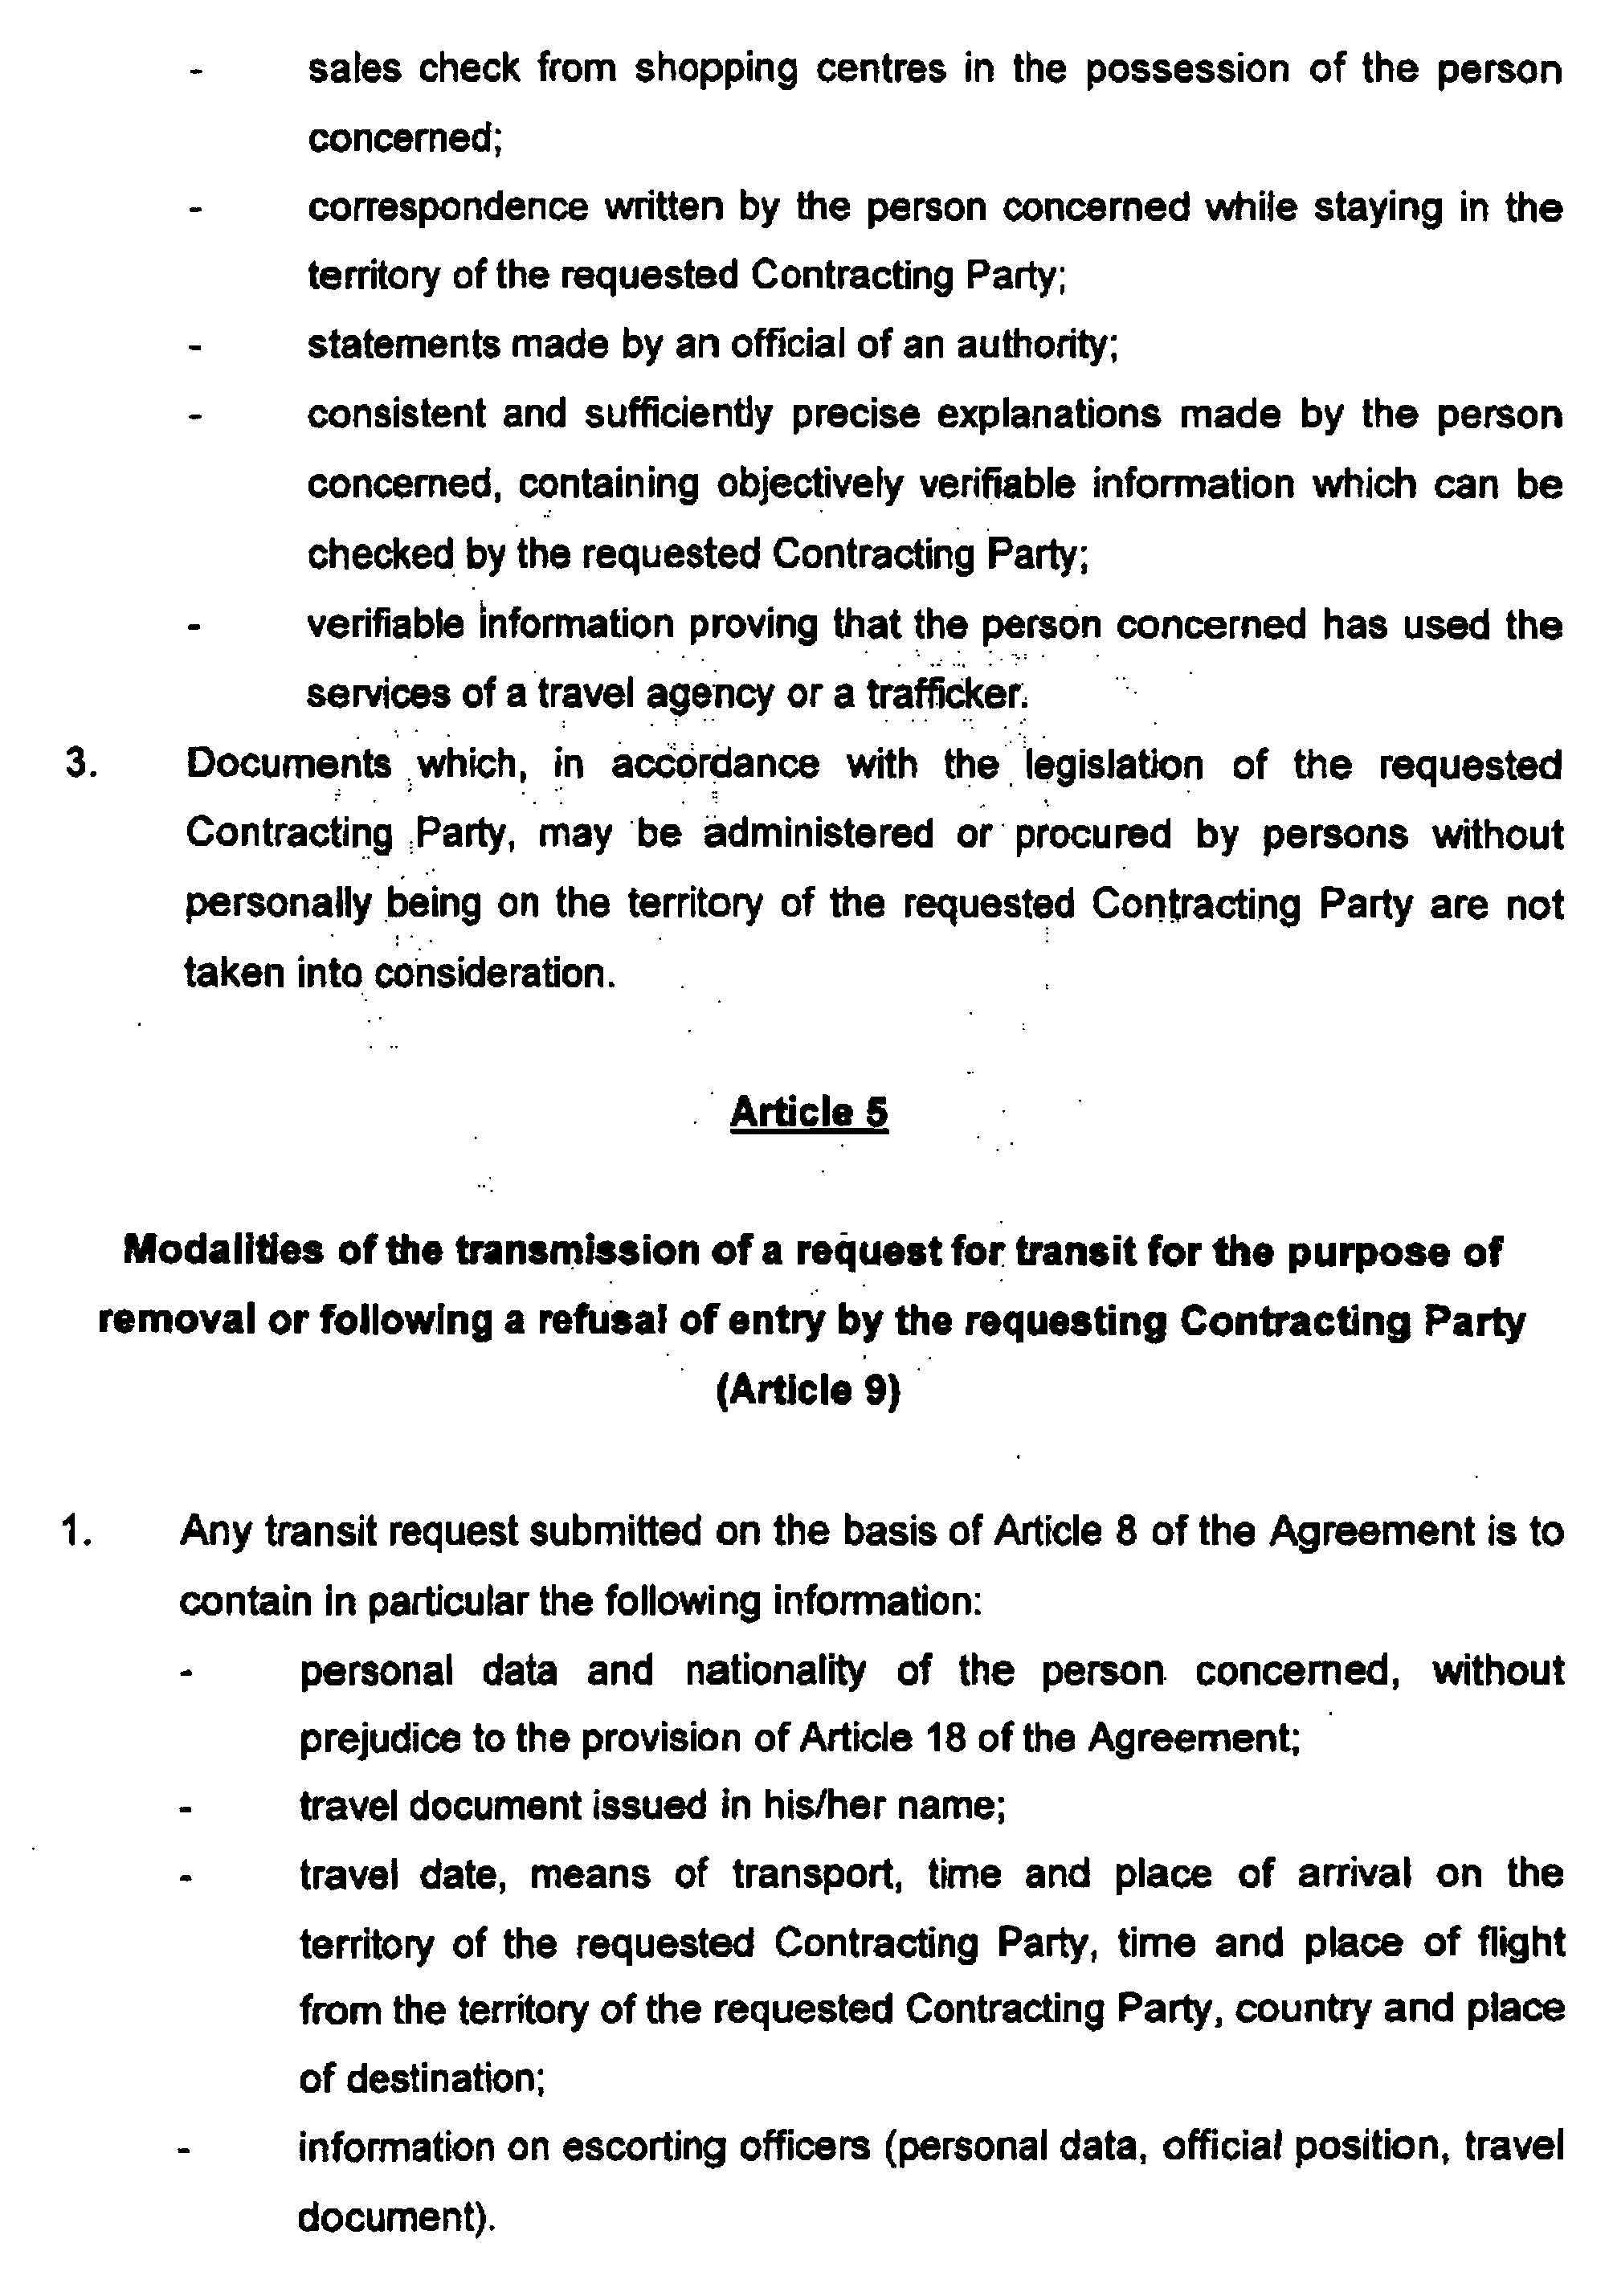 - sales check from shopping centres in the possession of the person
concerned;
- correspondence written by the person concerned while staying in the
territory of the requested Contracting Party;
- statements made by an official of an authority;
- consistent and sufficiently precise explanations made by the person
concerned, containing objectively verifiable information which can be
checked by the requested Contracting Party;
- verifiable information proving that the person concerned has used the
services of a travel agency or a trafficker.
3. Documents which, in accordance with the legislation of the requested
Contracting Party, may be administered or procured by persons without
personally being on the territory of the requested Contracting Party are not
taken into consideration.
Article 5
Modalities of the transmission of a request for transit for the purpose of
removal or following a refusal of entry by the requesting Contracting Party
(Article 9)
1. Any transit request submitted on the basis of Article 8 of the Agreement is to
contain in particular the following information:
- personal data and nationality of the person concerned, without
prejudice to the provision of Article 18 of the Agreement;
- travel document issued in his/her name;
- travel date, means of transport, time and place of arrival on the
territory of the requested Contracting Party, time and place of flight
from the territory of the requested Contracting Party, country and place
of destination;
- information on escorting officers (personal data, official position, travel
document).